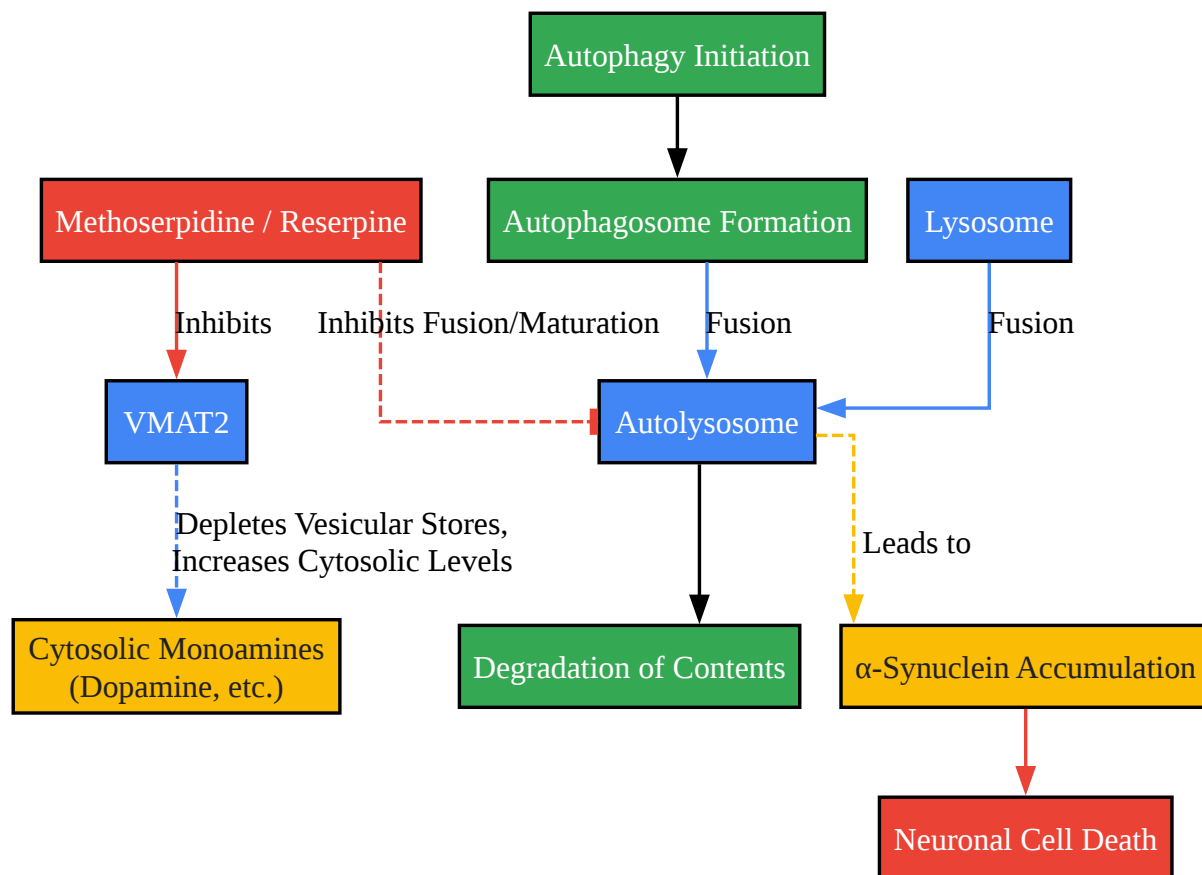 Autophagy Initiation
Methoserpidine / Reserpine
Autophagosome Formation
Lysosome
Inhibits
Inhibits Fusion/Maturation
Fusion
Fusion
VMAT2
Autolysosome
Depletes Vesicular Stores,
Increases Cytosolic Levels
Leads to
Cytosolic Monoamines
(Dopamine, etc.)
Degradation of Contents
α-Synuclein Accumulation
Neuronal Cell Death